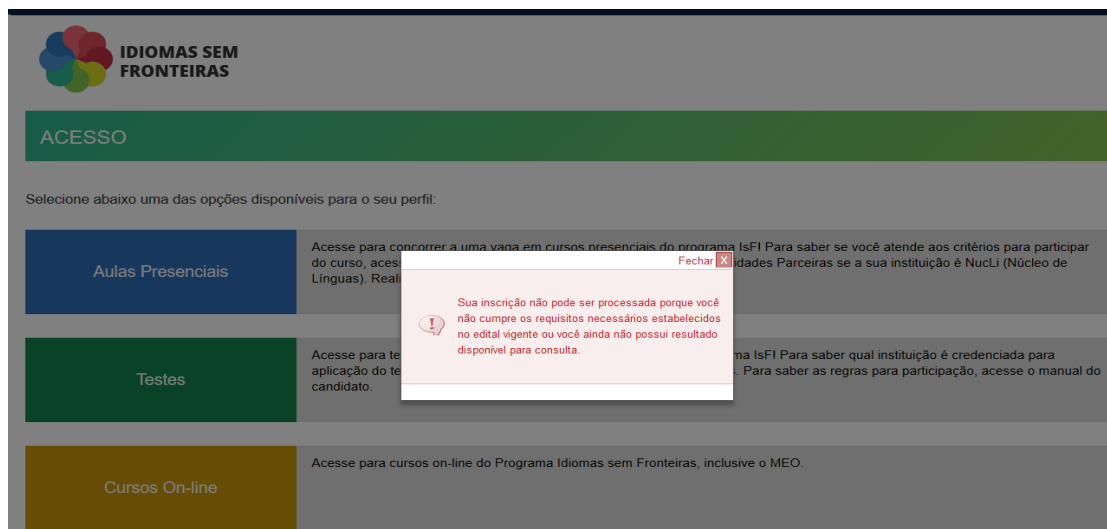 IDIOMAS SEM
FRONTEIRAS
ACESSO
Selecione abaixo uma das opções disponíveis para o seu perfil:
Aulas Presenciais
Acesse para concorrer a uma vaga em cursos presenciais do programa IsF! Para saber se você atende aos critérios para participar
do curso, aces
idades Parceiras se a sua instituição é NucLi (Núcleo de
Línguas). Reali
Fechar X
Sua inscrição não pode ser processada porque você
não cumpre os requisitos necessários estabelecidos
no edital vigente ou você ainda não possui resultado
disponível para consulta.
Testes
Acesse para te
ma IsF! Para saber qual instituição é credenciada para
aplicação do te
. Para saber as regras para participação, acesse o manual do
candidato.
Cursos On-line
Acesse para cursos on-line do Programa Idiomas sem Fronteiras, inclusive o MEO.